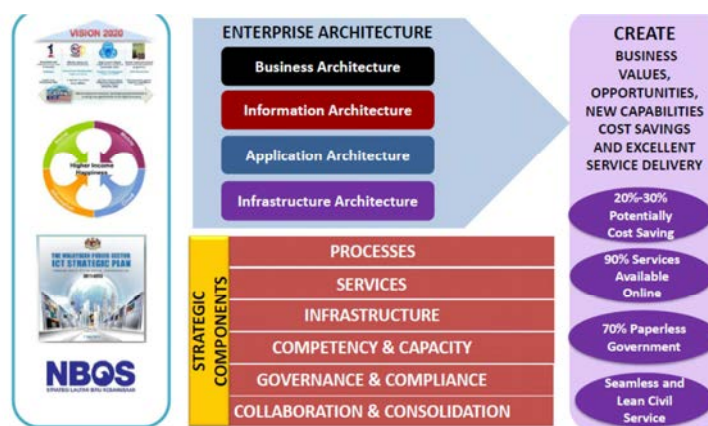 VISION 2020
Higher Income
Happiness
THE MALAYSIAN PUBLIC SECTOR
ICT STRATEGIC PLAN
NBOS
ENTERPRISE ARCHITECTURE
Business Architecture
Information Architecture
Application Architecture
Infrastructure Architecture
STRATEGIC
COMPONENTS
PROCESSES
SERVICES
INFRASTRUCTURE
COMPETENCY & CAPACITY
GOVERNANCE & COMPLIANCE
COLLABORATION & CONSOLIDATION
CREATE
BUSINESS
VALUES,
OPPORTUNITIES,
NEW CAPABILITIES
COST SAVINGS
AND EXCELLENT
SERVICE DELIVERY
20%-30%
Potentially
Cost Saving
90% Services
Available
Online
70% Paperless
Government
Seamless and
Lean Civil
Service